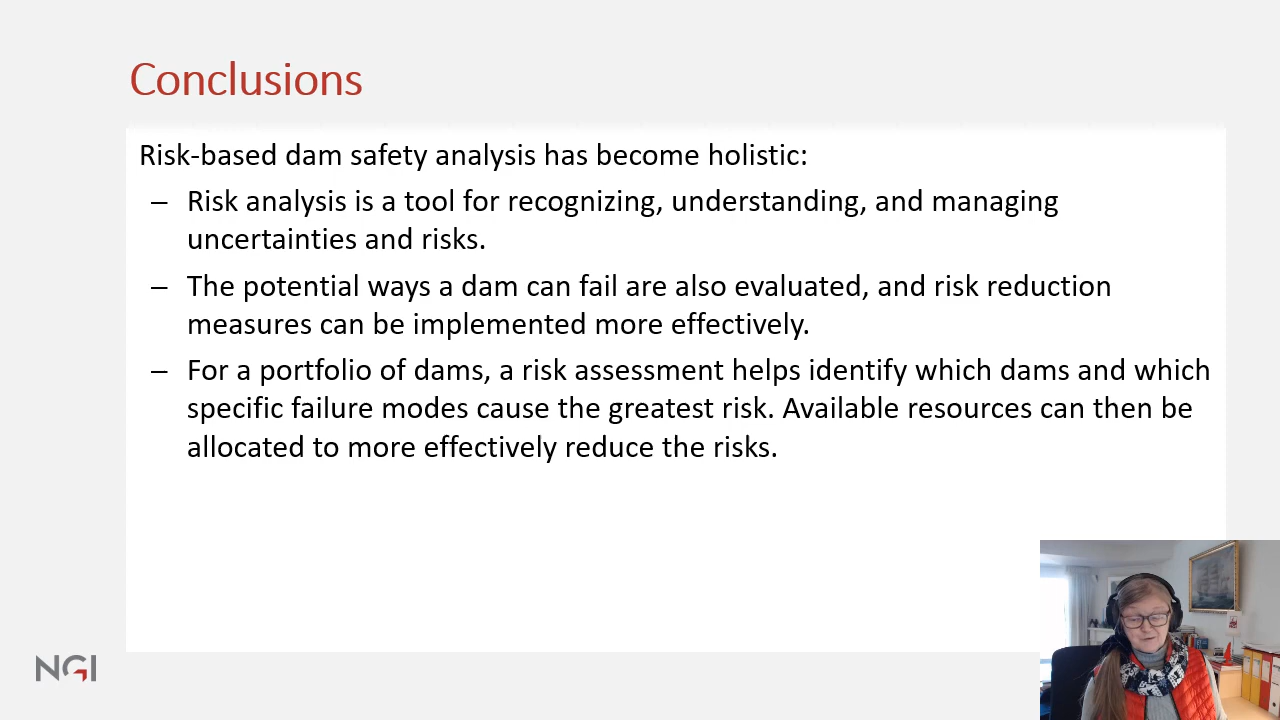 Conclusions
Risk-based dam safety analysis has become holistic:
– Risk analysis is a tool for recognizing, understanding, and managing
uncertainties and risks.
– The potential ways a dam can fail are also evaluated, and risk reduction
measures can be implemented more effectively.
– For a portfolio of dams, a risk assessment helps identify which dams and which
specific failure modes cause the greatest risk. Available resources can then be
allocated to more effectively reduce the risks.
NGI